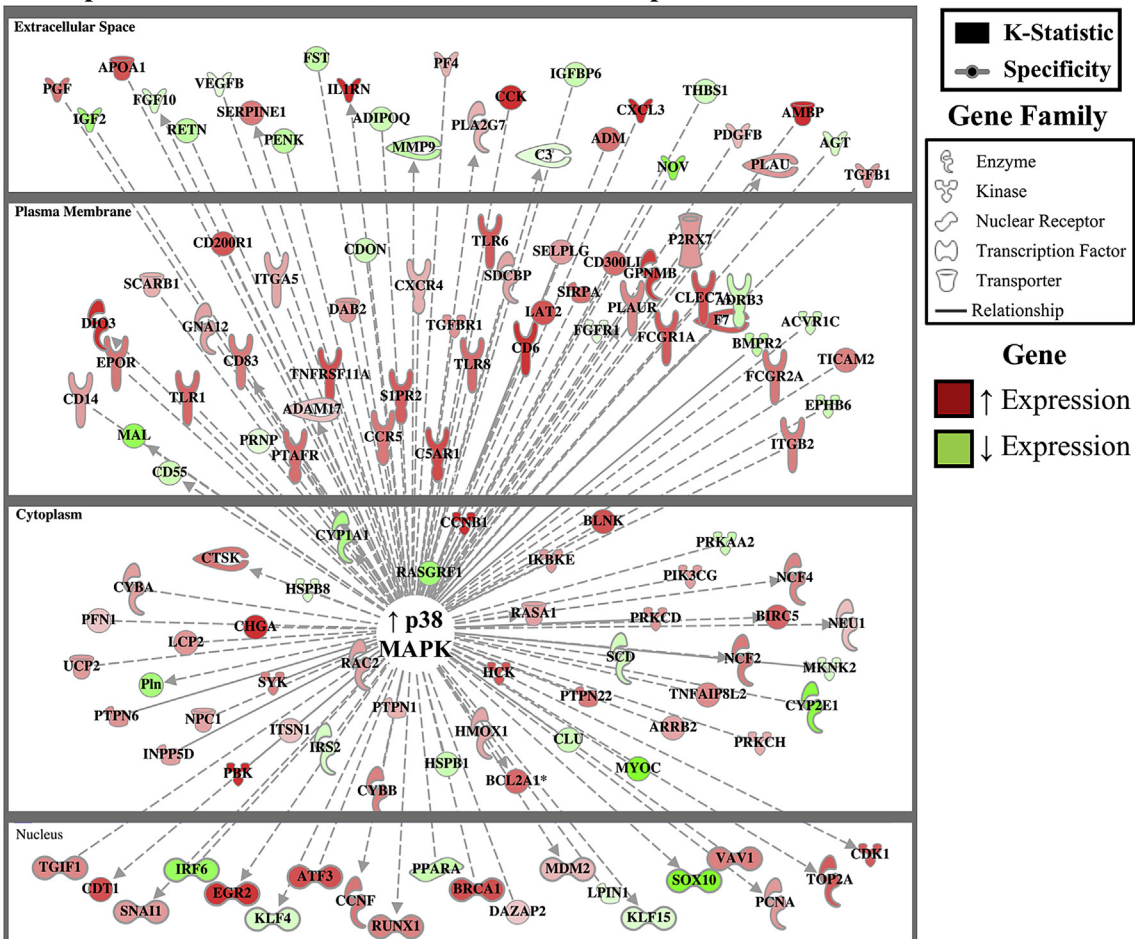 Extracellular Space
FST
PF4
APOA1
VEGFB
IGFBP6
PGF
FGF10
IL1RN
CCK
THBS1
IGF2
SERPINE1
ADIPOQ
CXCL3
AMBP
RETN
PENK
PLA2G7
ADM
PDGFB
AGT
MMP9
C3
NOV
PLAU
TGFB1
Plasma Membrane
CD200R1
CDON
TLR6
SELPLG
P2RX7
SCARB1
ITGA5
CXCR4
SDCBP
CD300LF
GPNMB
DIO3
GNA12
DAB2
TGFBR1
LAT2
SIRPA
PLAUR
CLEC7A
ADRB3
EPOR
CD83
FGFR1
FCGR1A
F7
ACVR1C
CD6
BMPR2
TLR8
TICAM2
CD14
TLR1
TNFRSF11A
S1PR2
FCGR2A
ADAM17
EPHB6
MAL
PRNP
PTAFR
CCR5
C5AR1
ITGB2
CD55
Cytoplasm
CYP1A1
CCNB1
BLNK
PRKAA2
CTSK
RASGRF1
IKBKE
PIK3CG
NCF4
CYBA
HSPB8
PFN1
CHGA
↑ p38
MAPK
RASA1
PRKCD
BIRC5
NEU1
LCP2
UCP2
RAC2
SCD
NCF2
MKNK2
Pln
SYK
HCK
PTPN22
TNFAIP8L2
CYP2E1
PTPN6
NPC1
PTPN1
ITSN1
HMOX1
ARRB2
INPP5D
IRS2
CLU
PRKCH
PBK
HSPB1
BCL2A1*
MYOC
CYBB
Nucleus
TGIF1
IRF6
ATF3
PPARA
MDM2
VAV1
CDK1
CDT1
EGR2
CCNF
BRCA1
LPIN1
SOX10
TOP2A
SNAI1
KLF4
RUNX1
DAZAP2
KLF15
PCNA
K-Statistic
Specificity
Gene Family
Enzyme
Kinase
Nuclear Receptor
Transcription Factor
Transporter
Relationship
Gene
↑ Expression
↓ Expression